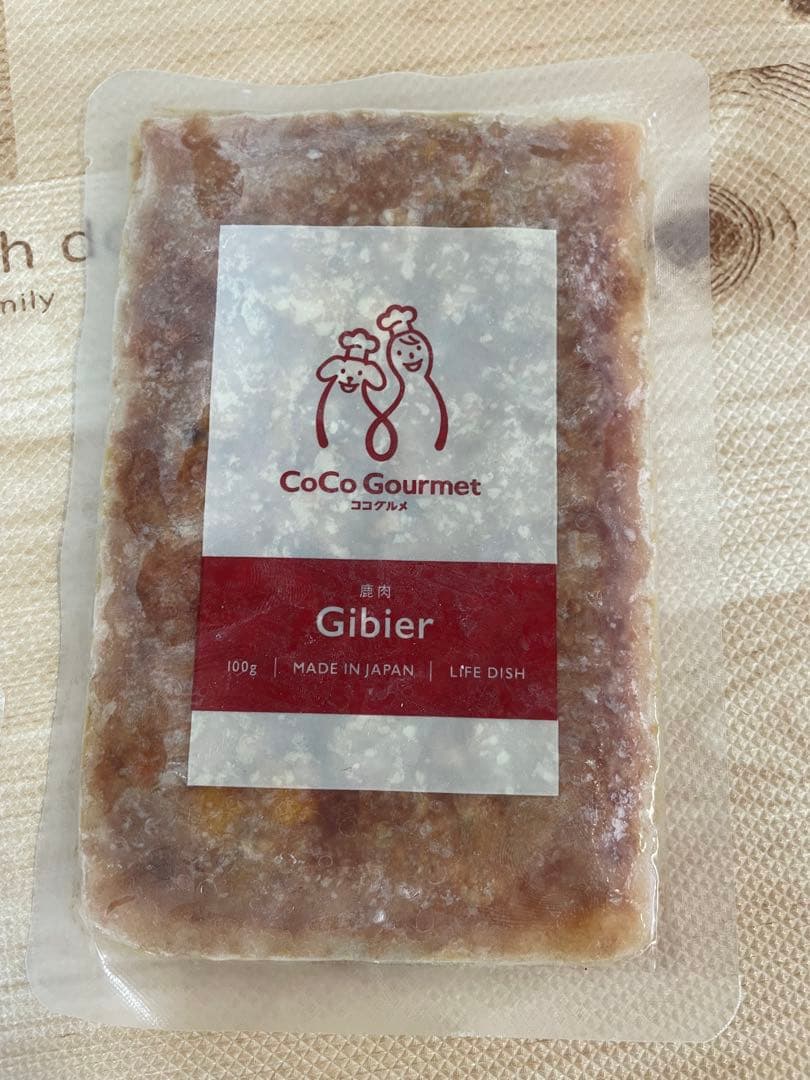 CoCo Gourmet
ココグルメ
鹿肉
Gibier
100g | MADE IN JAPAN | LIFE DISH